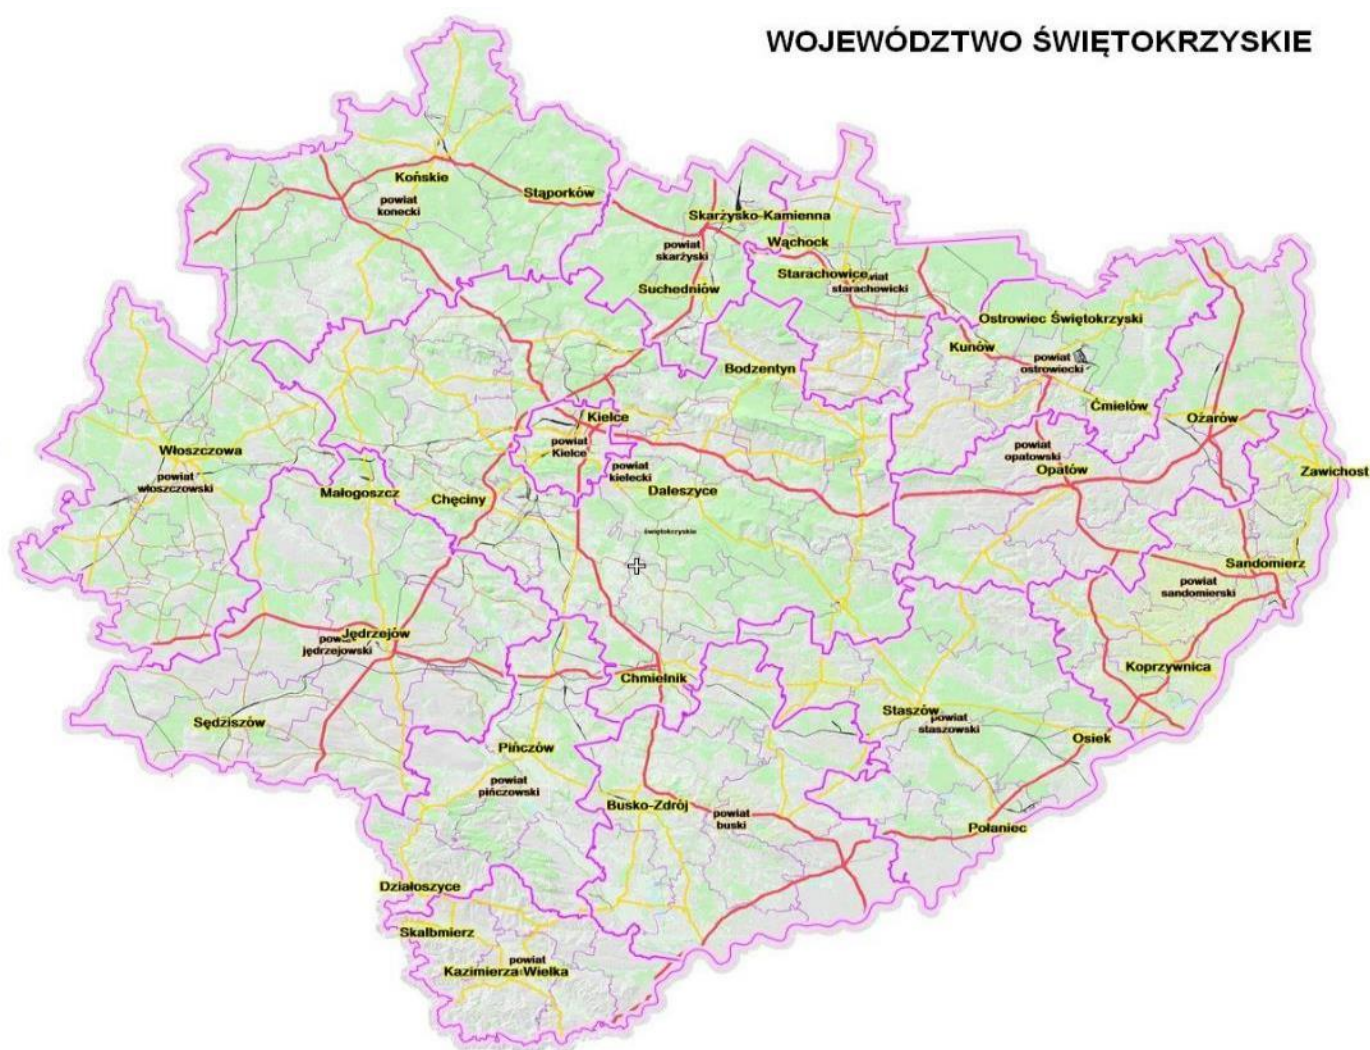 WOJEWÓDZTWO ŚWIĘTOKRZYSKIE
Końskie
powiat
konecki
Stąporków
Skarżysko-Kamienna
Wąchock
powiat
skarżyski
Starachowice
wiat
starachowicki
Suchedniów
Ostrowiec Świętokrzyski
Kunów
powiat
ostrowiecki
Bodzentyn
Ćmielów
Ożarów
Kielce
powiat
Kielce
powiat
kielecki
Włoszczowa
powiat
włoszczowski
Małogoszcz
Chęciny
Daleszyce
powiat
opatowski
Opatów
Zawichost
świętokrzyskie
Sandomierz
powiat
sandomierski
Jędrzejów
powiat
jędrzejowski
Koprzywnica
Chmielnik
Sędziszów
Staszów
powiat
staszowski
Osiek
Pińczów
powiat
pińczowski
Busko-Zdrój
powiat
buski
Połaniec
Działoszyce
Skalbmierz
powiat
Kazimierza Wielka